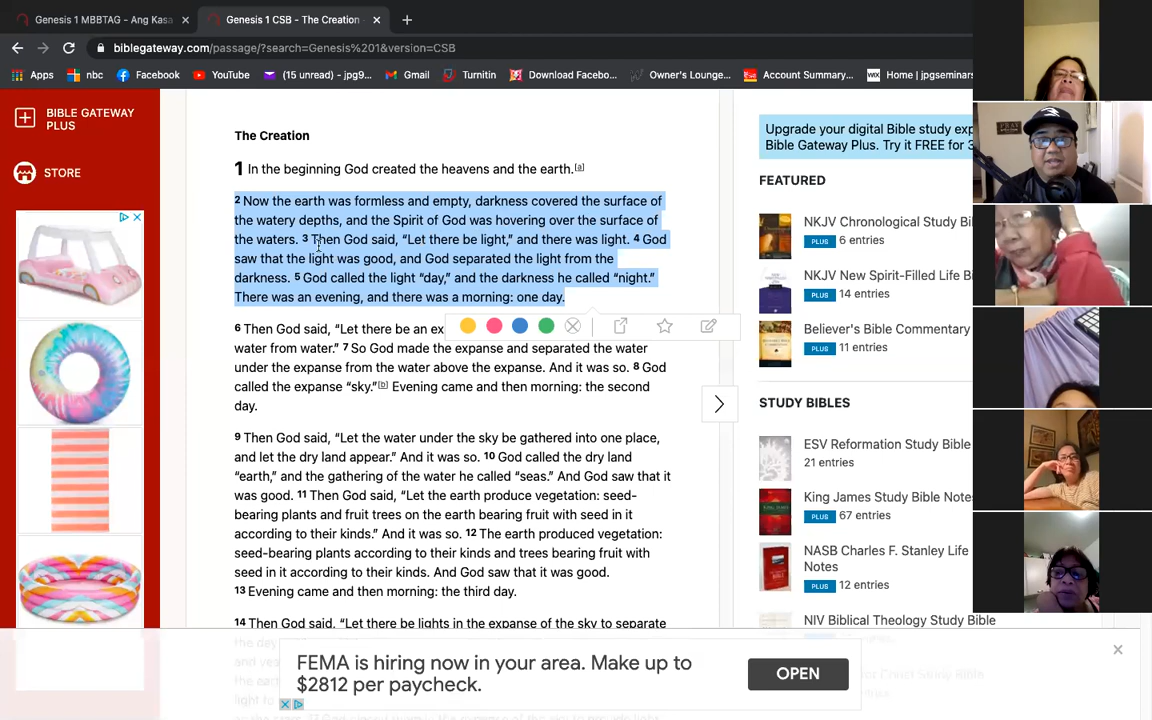 Genesis 1 MBBTAG - Ang Kasa
Genesis 1 CSB - The Creation -
biblegateway.com/passage/?search=Genesis%201&version=CSB
Apps
nbc
Facebook
YouTube
(15 unread) - jpg9...
Gmail
Turnitin
Download Facebo...
Owner's Lounge...
Account Summary...
WIX Home | jpgseminars
BIBLE GATEWAY
PLUS
STORE
The Creation
1 In the beginning God created the heavens and the earth.[a]
2 Now the earth was formless and empty, darkness covered the surface of
the watery depths, and the Spirit of God was hovering over the surface of
the waters. 3 Then God said, “Let there be light,” and there was light. 4 God
saw that the light was good, and God separated the light from the
darkness. 5 God called the light “day,” and the darkness he called “night.”
There was an evening, and there was a morning: one day.
6 Then God said, “Let there be an ex
water from water.” 7 So God made the expanse and separated the water
under the expanse from the water above the expanse. And it was so. 8 God
called the expanse “sky.”[b] Evening came and then morning: the second
day.
9 Then God said, “Let the water under the sky be gathered into one place,
and let the dry land appear.” And it was so. 10 God called the dry land
“earth,” and the gathering of the water he called “seas.” And God saw that it
was good. 11 Then God said, “Let the earth produce vegetation: seed-
bearing plants and fruit trees on the earth bearing fruit with seed in it
according to their kinds.” And it was so. 12 The earth produced vegetation:
seed-bearing plants according to their kinds and trees bearing fruit with
seed in it according to their kinds. And God saw that it was good.
13 Evening came and then morning: the third day.
14 Then God said, “Let there be lights in the expanse of the sky to separate
Upgrade your digital Bible study exp
Bible Gateway Plus. Try it FREE for 3
FEATURED
NKJV Chronological Study Bi
PLUS 6 entries
NKJV New Spirit-Filled Life B
PLUS 14 entries
Believer's Bible Commentary
PLUS 11 entries
STUDY BIBLES
ESV Reformation Study Bible
21 entries
King James Study Bible Notes
PLUS 67 entries
NASB Charles F. Stanley Life
Notes
PLUS 12 entries
NIV Biblical Theology Study Bible
FEMA is hiring now in your area. Make up to
$2812 per paycheck.
OPEN